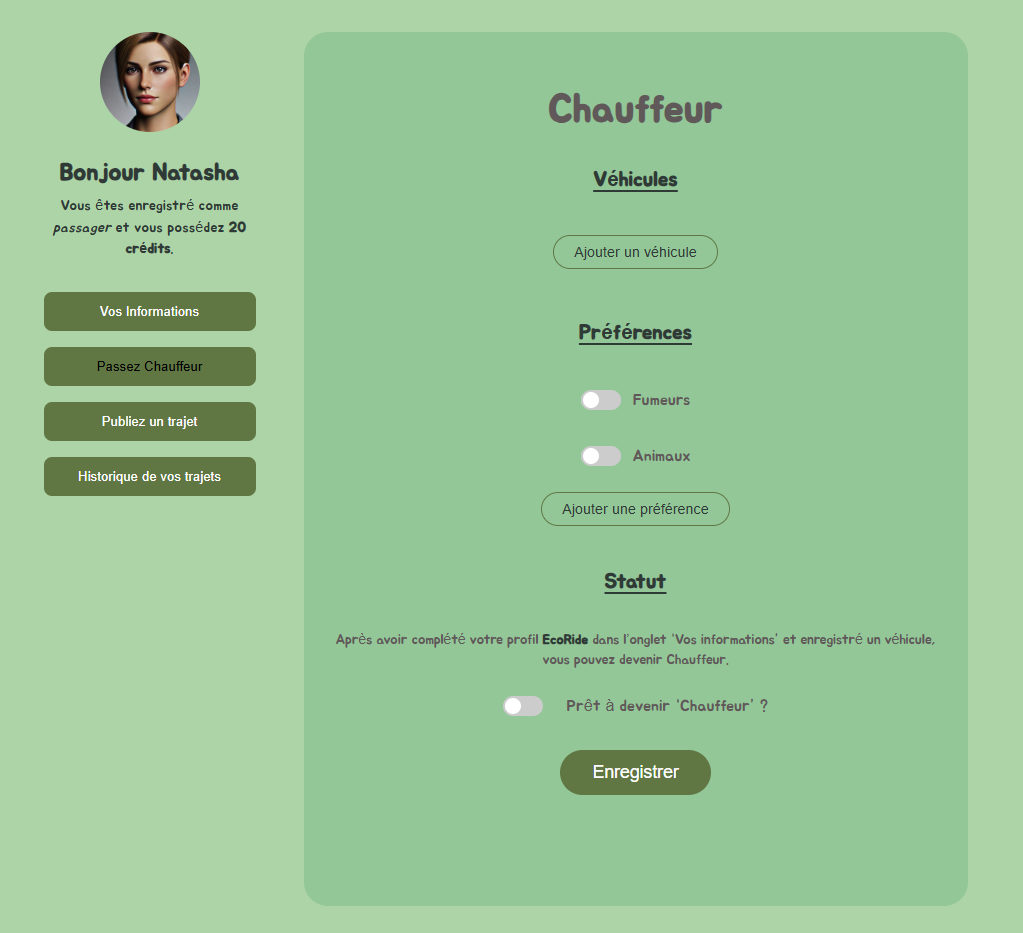 Bonjour Natasha
Vous êtes enregistré comme
passager et vous possédez 20
crédits.
Vos Informations
Passez Chauffeur
Publiez un trajet
Historique de vos trajets
Chauffeur
Véhicules
Ajouter un véhicule
Préférences
Fumeurs
Animaux
Ajouter une préférence
Statut
Après avoir complété votre profil EcoRide dans l'onglet "Vos informations" et enregistré un véhicule,
vous pouvez devenir Chauffeur.
Prêt à devenir "Chauffeur" ?
Enregistrer